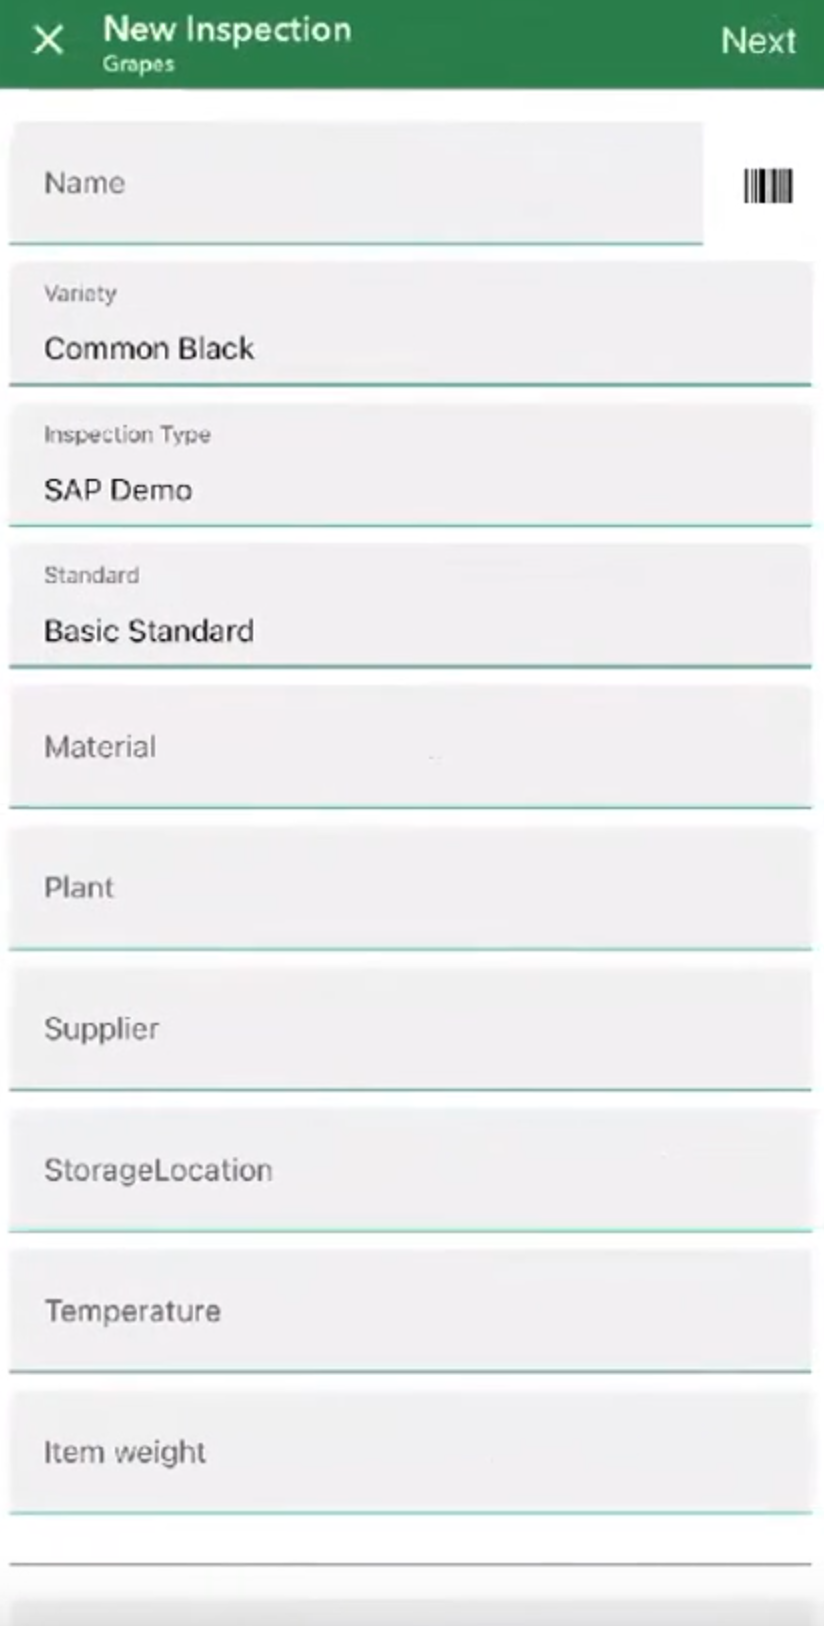 New Inspection
Grapes
Next
Name
Variety
Common Black
Inspection Type
SAP Demo
Standard
Basic Standard
Material
Plant
Supplier
StorageLocation
Temperature
Item weight